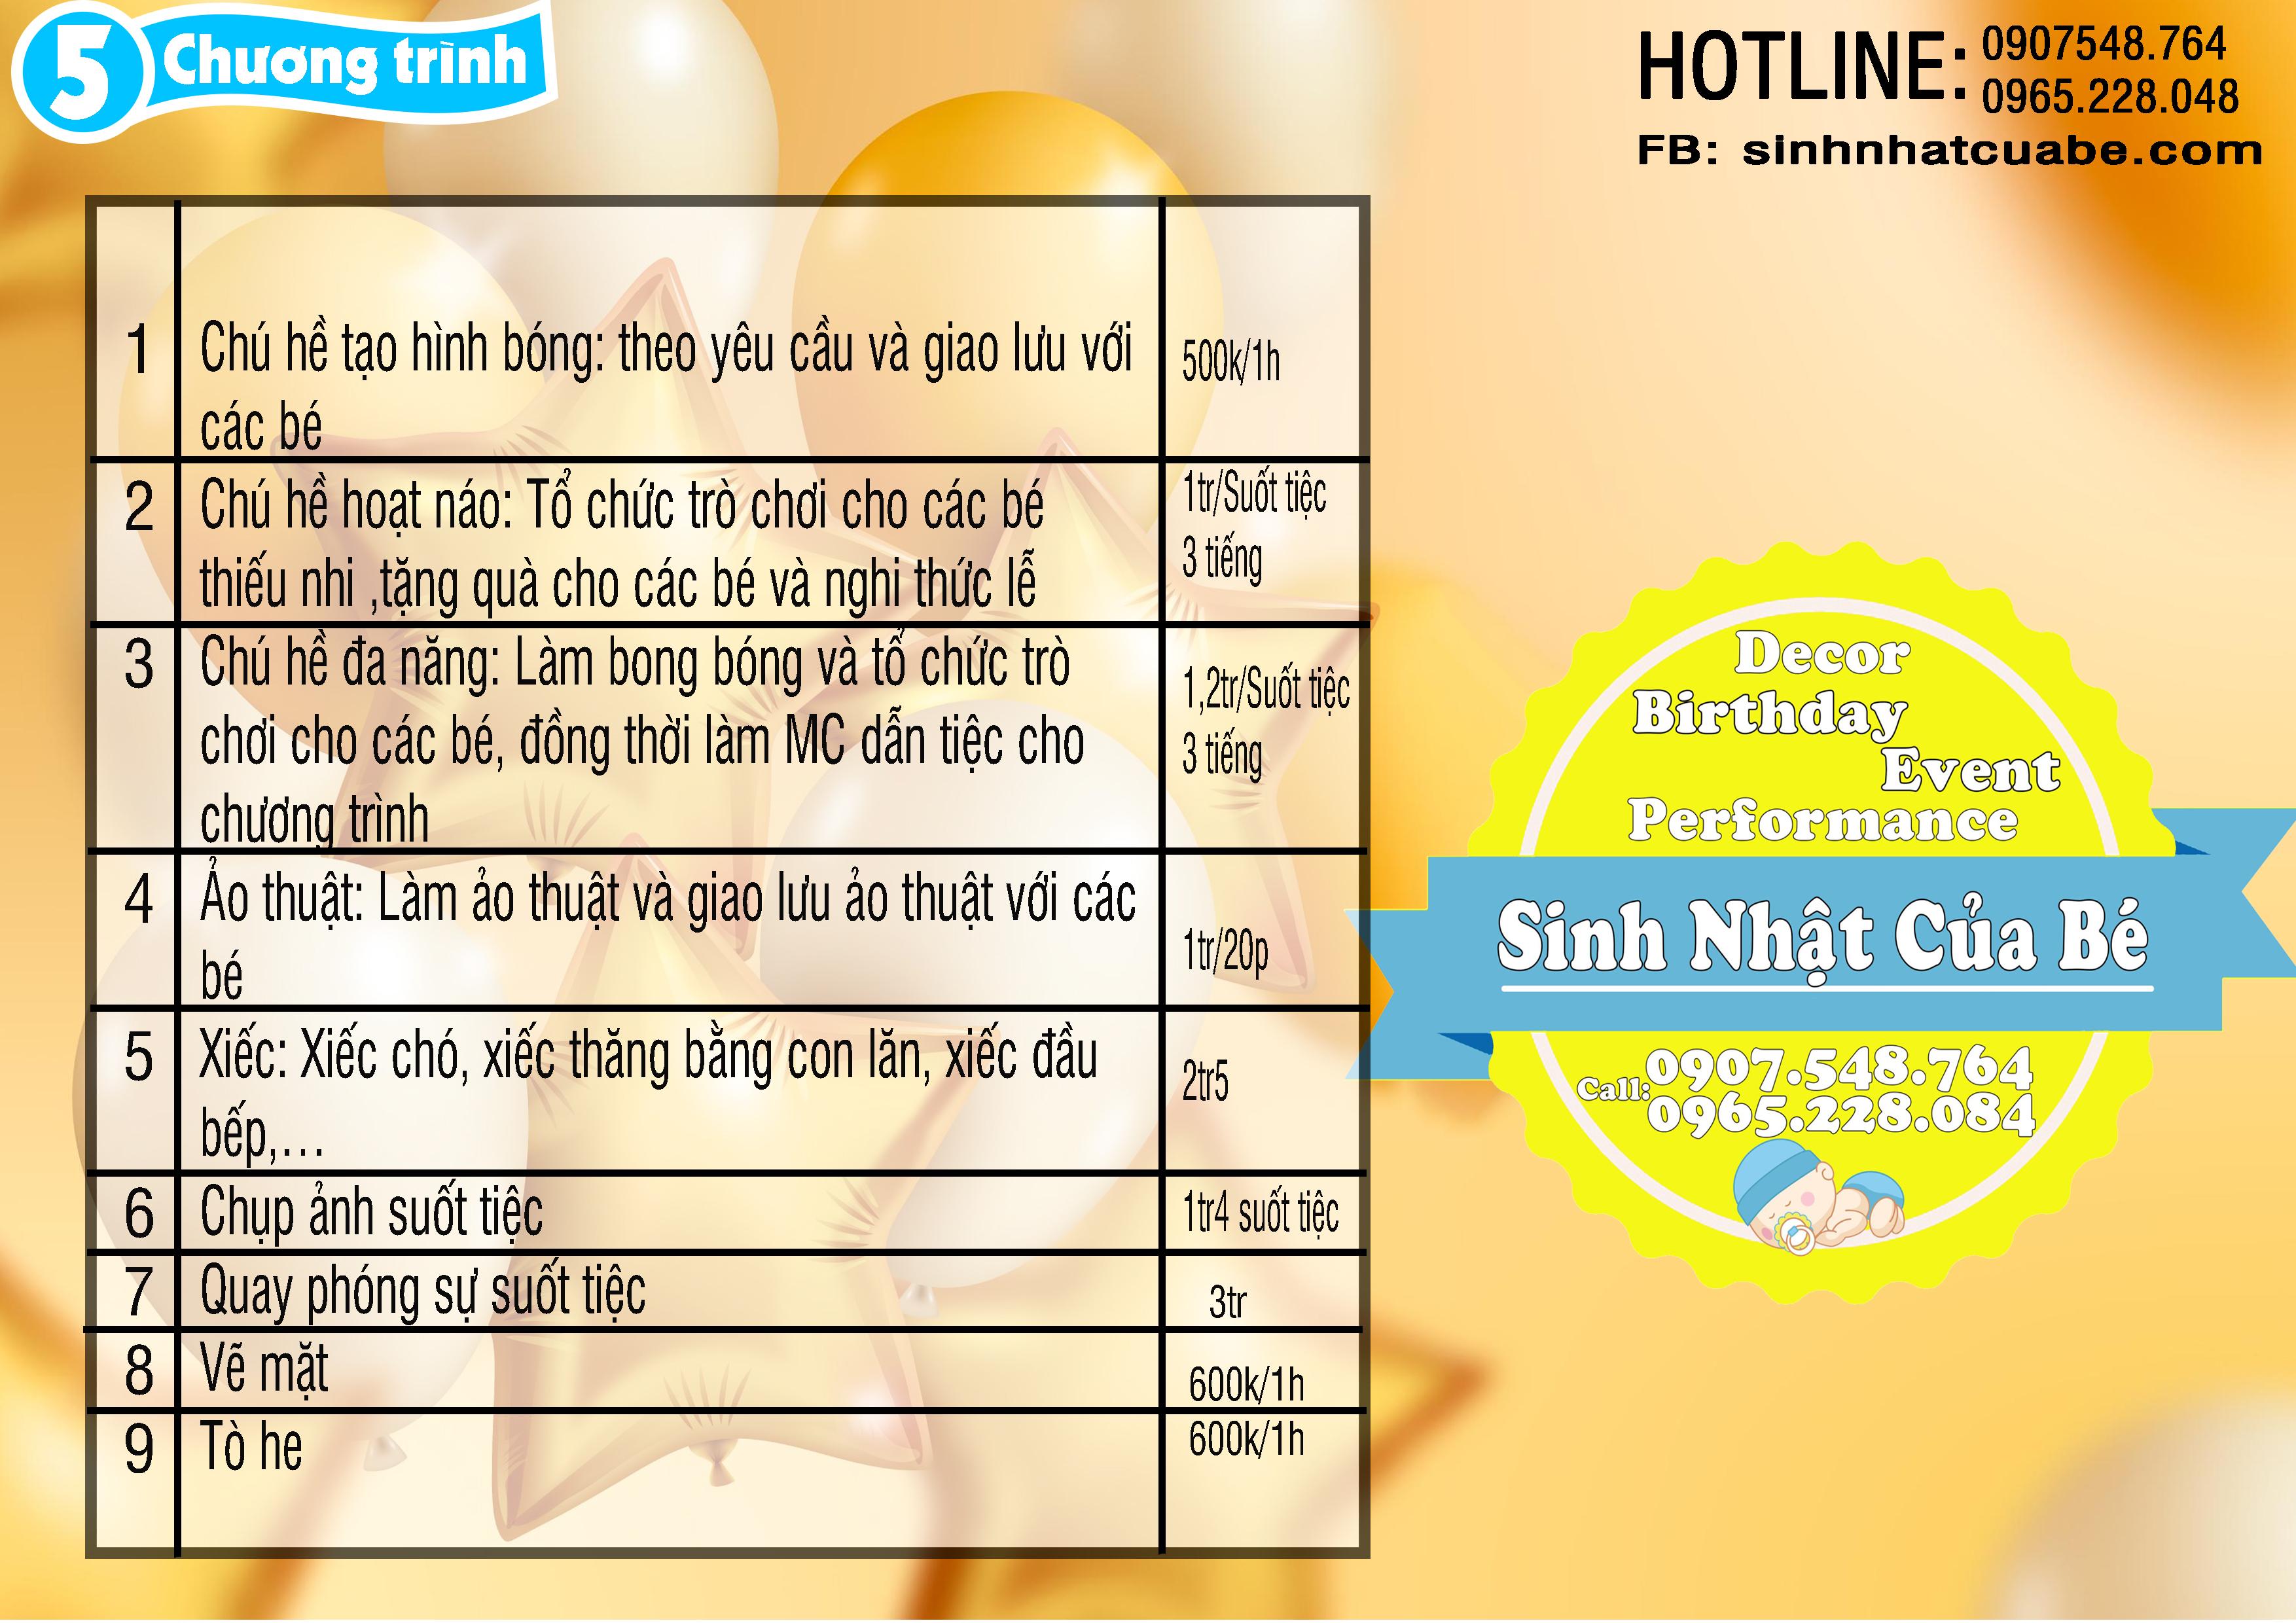 5 Chương trình
HOTLINE: 0907548.764
0965.228.048
FB: sinhnhatcuabe.com
1 Chú hề tạo hình bóng: theo yêu cầu và giao lưu với 500k/1h
các bé
2 Chú hề hoạt náo: Tổ chức trò chơi cho các bé 1tr/Suốt tiệc
thiếu nhi ,tặng quà cho các bé và nghi thức lễ 3 tiếng
3 Chú hề đa năng: Làm bong bóng và tổ chức trò 1,2tr/Suốt tiệc
chơi cho các bé, đồng thời làm MC dẫn tiệc cho 3 tiếng
chương trình
4 Ảo thuật: Làm ảo thuật và giao lưu ảo thuật với các 1tr/20p
bé
5 Xiếc: Xiếc chó, xiếc thăng bằng con lăn, xiếc đầu 2tr5
bếp,...
6 Chụp ảnh suốt tiệc 1tr4 suốt tiệc
7 Quay phóng sự suốt tiệc 3tr
8 Vẽ mặt 600k/1h
9 Tò he 600k/1h
Decor
Birthday
Event
Performance
Sinh Nhật Của Bé
Call: 0907.548.764
0965.228.084